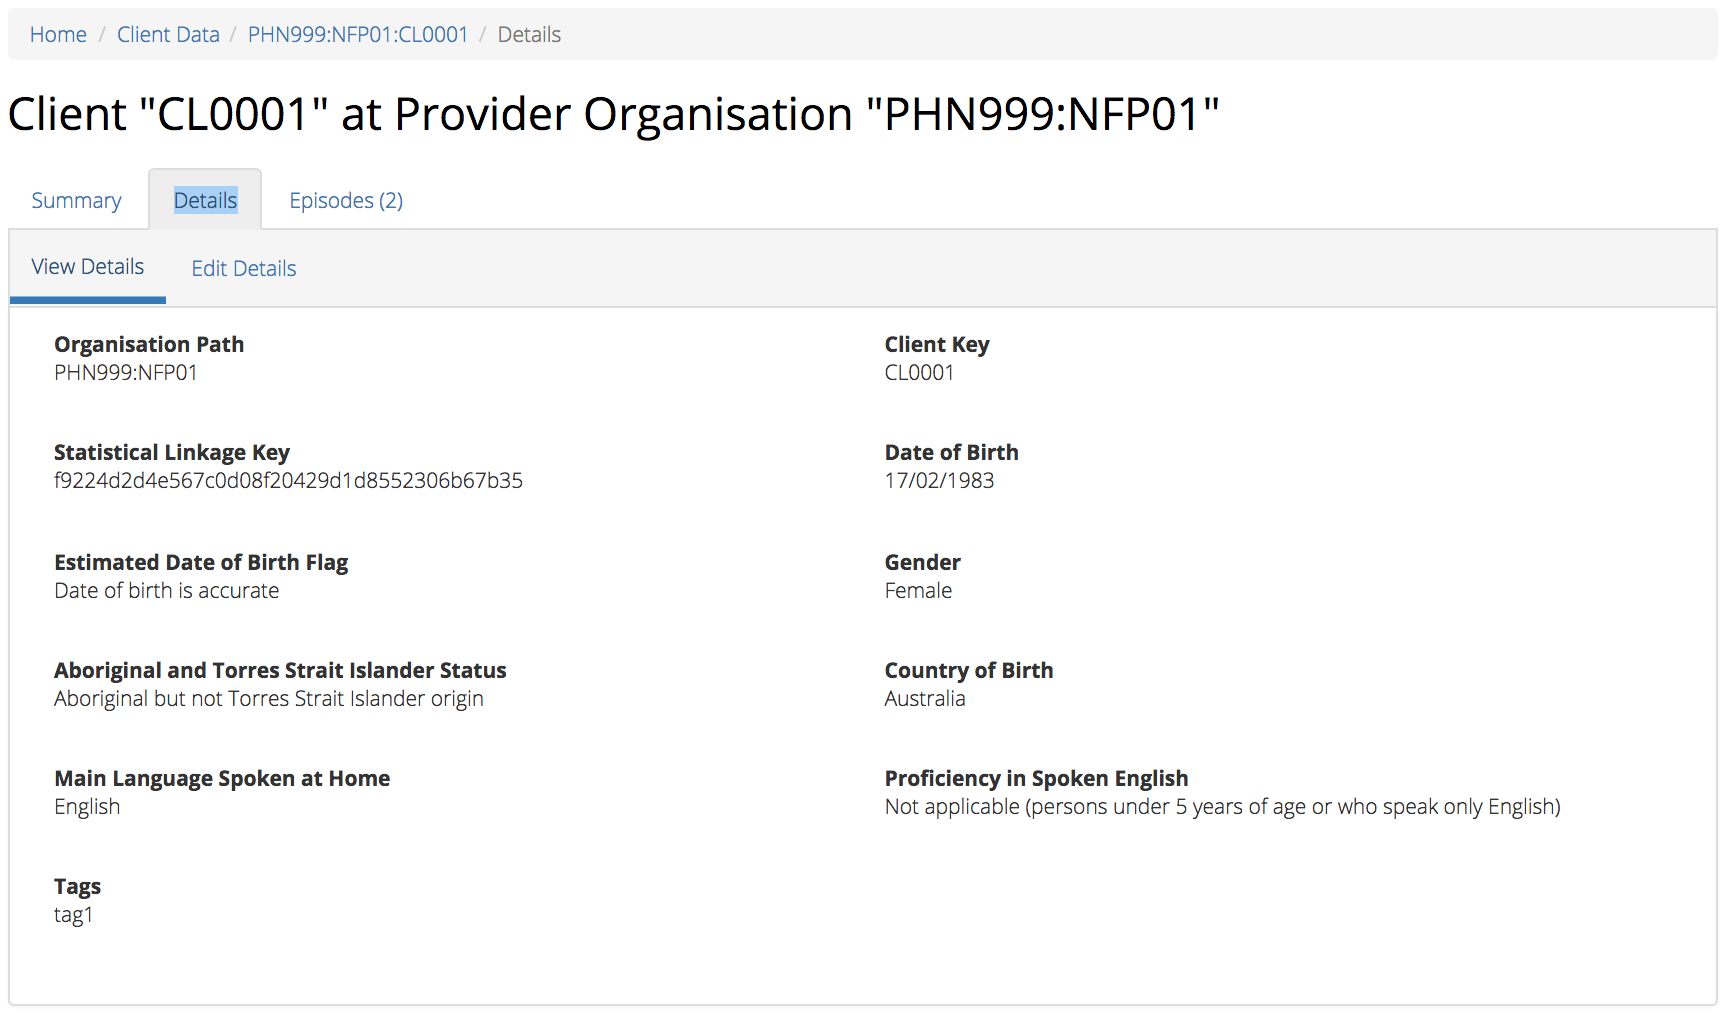 Home / Client Data / PHN999:NFP01:CL0001 / Details
Client "CL0001" at Provider Organisation "PHN999:NFP01"
Summary Details Episodes (2)
View Details Edit Details
Organisation Path
PHN999:NFP01
Client Key
CL0001
Statistical Linkage Key
f9224d2d4e567c0d08f20429d1d8552306b67b35
Date of Birth
17/02/1983
Estimated Date of Birth Flag
Date of birth is accurate
Gender
Female
Aboriginal and Torres Strait Islander Status
Aboriginal but not Torres Strait Islander origin
Country of Birth
Australia
Main Language Spoken at Home
English
Proficiency in Spoken English
Not applicable (persons under 5 years of age or who speak only English)
Tags
tag1